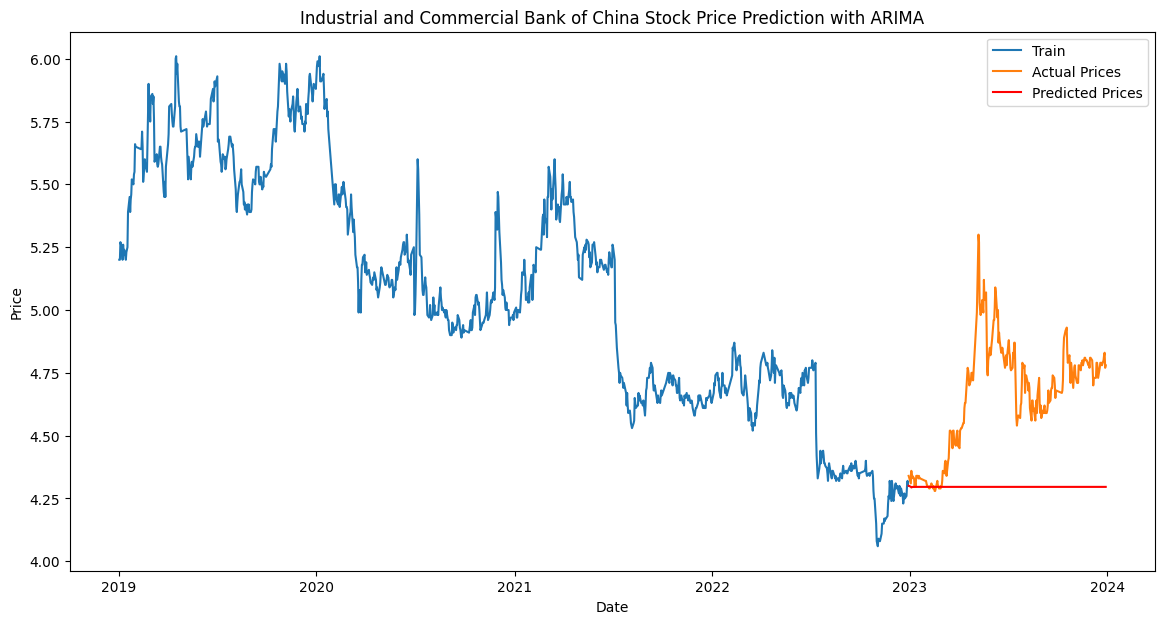 Industrial and Commercial Bank of China Stock Price Prediction with ARIMA
Train
Actual Prices
Predicted Prices
Price
6.00
5.75
5.50
5.25
5.00
4.75
4.50
4.25
4.00
2019 2020 2021 2022 2023 2024
Date